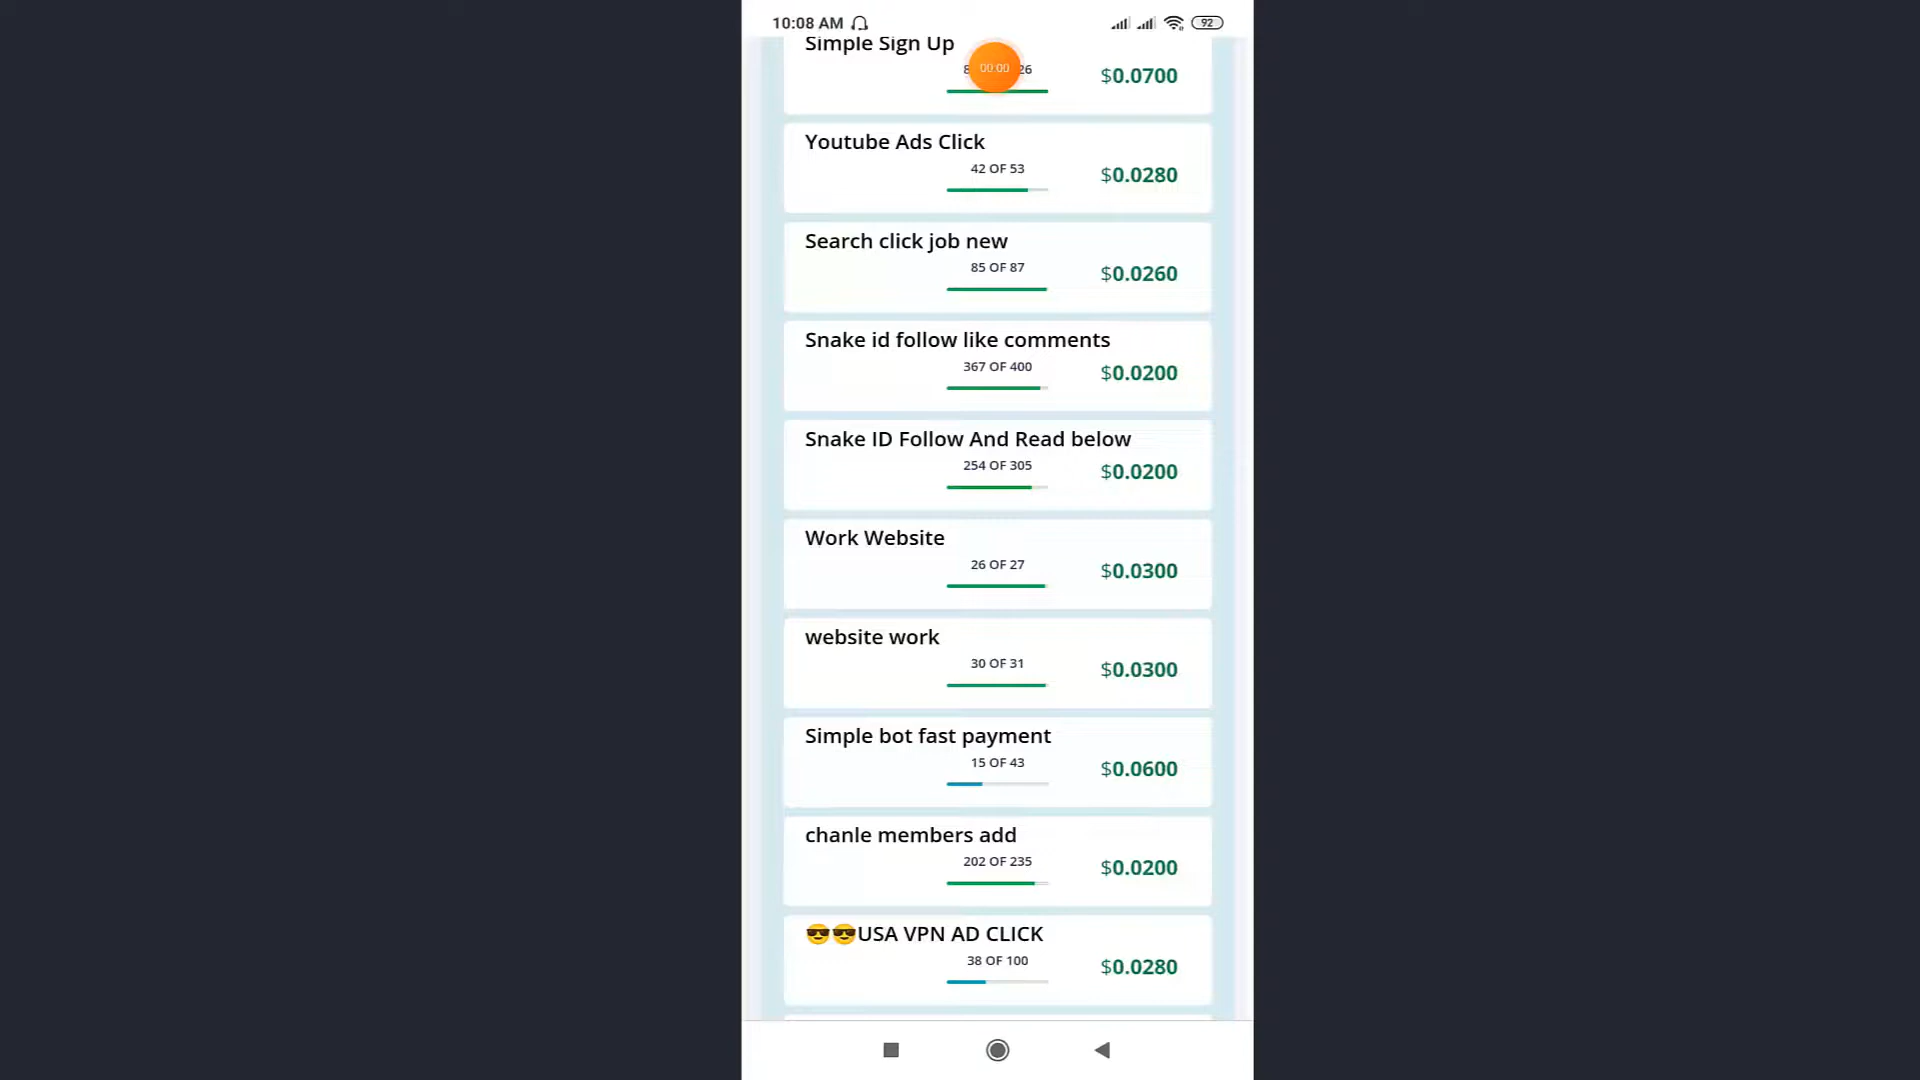 10:08 AM
92
Simple Sign Up
00:00
26
$0.0700
Youtube Ads Click
42 OF 53
$0.0280
Search click job new
85 OF 87
$0.0260
Snake id follow like comments
367 OF 400
$0.0200
Snake ID Follow And Read below
254 OF 305
$0.0200
Work Website
26 OF 27
$0.0300
website work
30 OF 31
$0.0300
Simple bot fast payment
15 OF 43
$0.0600
chanle members add
202 OF 235
$0.0200
😎😎USA VPN AD CLICK
38 OF 100
$0.0280